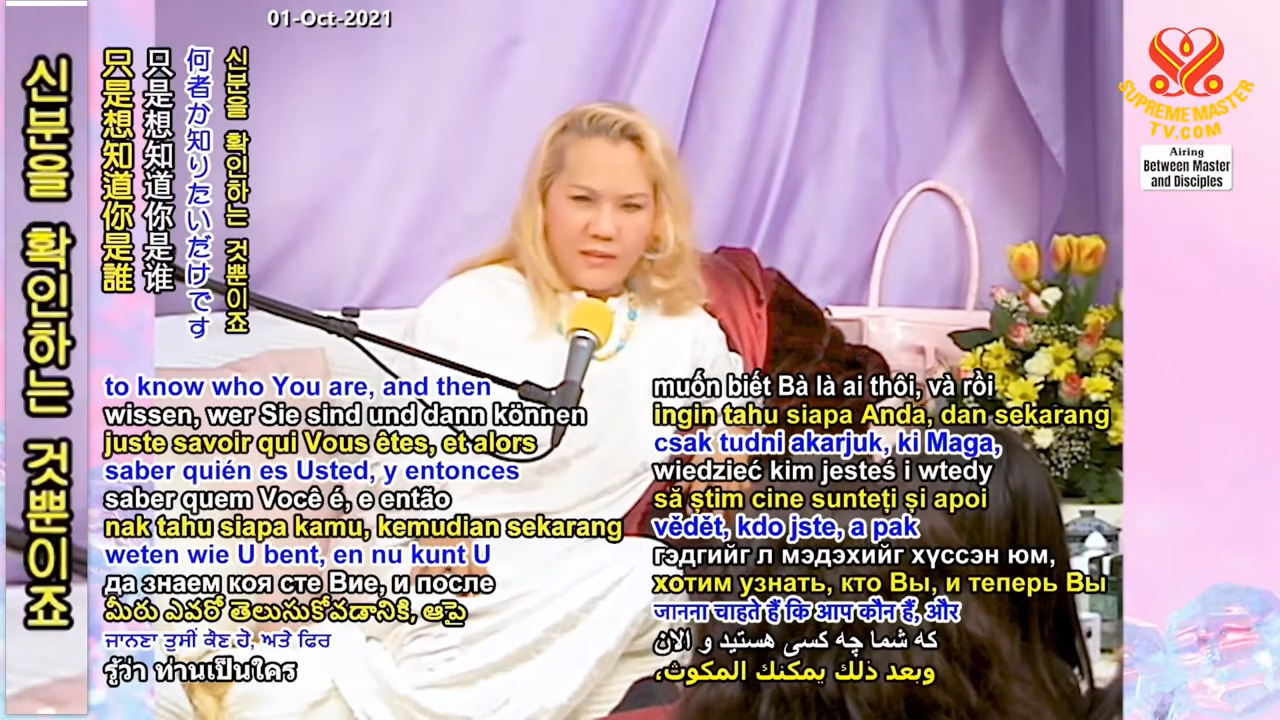 01-Oct-2021
신분을 확인하는 것뿐이죠
只是想知道你是誰
只是想知道你是谁
何者か知りたいだけです
신분을 확인하는 것뿐이죠
SUPREME MASTER
TV.COM
Airing
Between Master
and Disciples
to know who You are, and then
wissen, wer Sie sind und dann können
juste savoir qui Vous êtes, et alors
saber quién es Usted, y entonces
saber quem Você é, e então
nak tahu siapa kamu, kemudian sekarang
weten wie U bent, en nu kunt U
да знаем коя сте Вие, и после
మీరు ఎవరో తెలుసుకోవడానికి, ఆపై
ਜਾਨਣਾ ਤੁਸੀਂ ਕੌਣ ਹੋ, ਅਤੇ ਫਿਰ
รู้ว่า ท่านเป็นใคร
muốn biết Bà là ai thôi, và rồi
ingin tahu siapa Anda, dan sekarang
csak tudni akarjuk, ki Maga,
wiedzieć kim jesteś i wtedy
să știm cine sunteți și apoi
vědět, kdo jste, a pak
гэдгийг л мэдэхийг хүссэн юм,
хотим узнать, кто Вы, и теперь Вы
जानना चाहते हैं कि आप कौन हैं, और
که شما چه کسی هستید و الان
وبعد ذلك يمكنك المكوث،